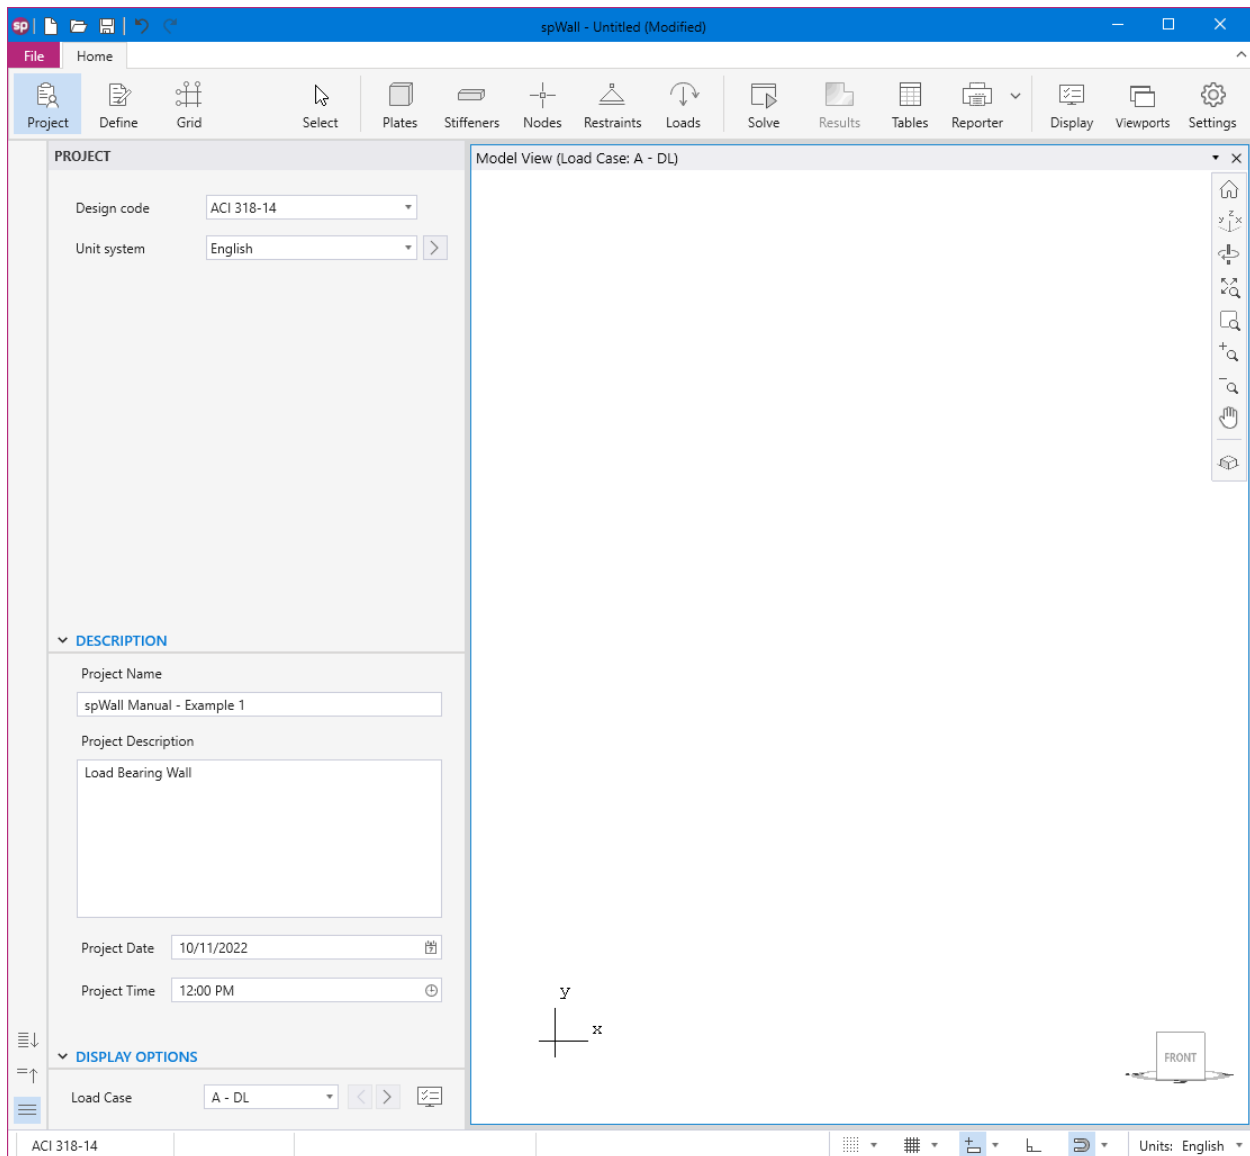 sp spWall - Untitled (Modified)
File Home
Project Define Grid Select Plates Stiffeners Nodes Restraints Loads Solve Results Tables Reporter Display Viewports Settings
PROJECT
Model View (Load Case: A - DL)
Design code ACI 318-14
Unit system English
z
y x
DESCRIPTION
Project Name
spWall Manual - Example 1
Project Description
Load Bearing Wall
Project Date 10/11/2022
Project Time 12:00 PM
y
x
FRONT
DISPLAY OPTIONS
Load Case A - DL
ACI 318-14 Units: English